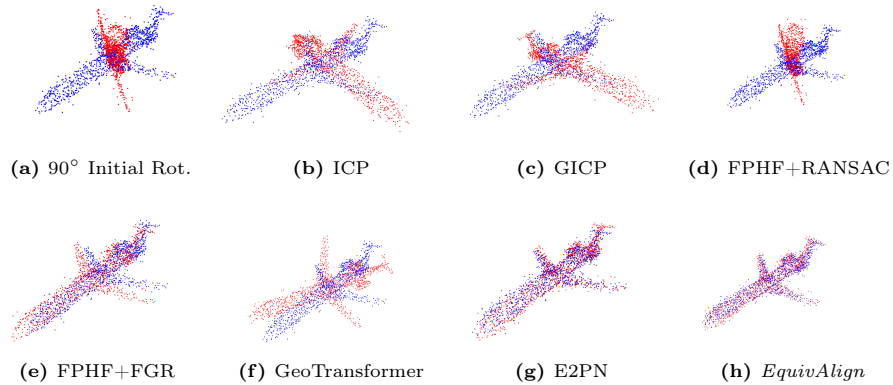 (a) 90° Initial Rot.
(b) ICP
(c) GICP
(d) FPHF+RANSAC
(e) FPHF+FGR
(f) GeoTransformer
(g) E2PN
(h) EquivAlign